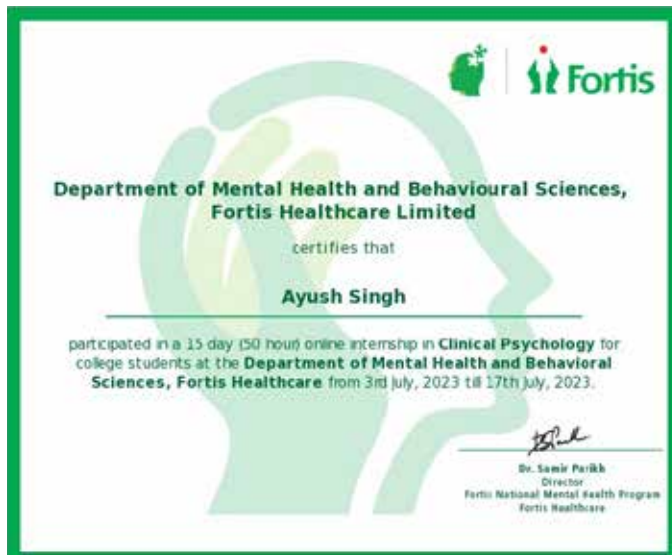 Fortis
Department of Mental Health and Behavioural Sciences,
Fortis Healthcare Limited
certifies that
Ayush Singh
participated in a 15 day (50 hour) online internship in Clinical Psychology for
college students at the Department of Mental Health and Behavioral
Sciences, Fortis Healthcare from 3rd July, 2023 till 17th July, 2023.
Dr. Samir Parikh
Director
Fortis National Mental Health Program
Fortis Healthcare